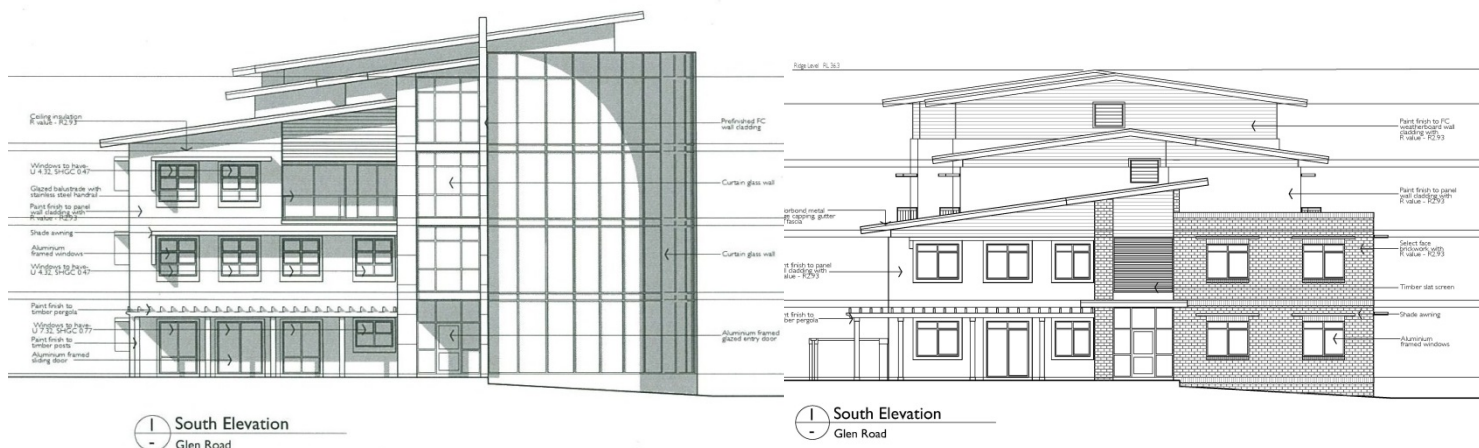 Ceiling insulation
R value - R2.93
Windows to have-
U 4.32, SHGC 0.47
Glazed balustrade with
stainless steel handrail
Paint finish to panel
wall cladding with
R value - R2.93
Shade awning
Aluminium
framed windows
Windows to have-
U 4.32, SHGC 0.47
Paint finish to
timber pergola
Windows to have-
U 7.32, SHGC 0.77
Paint finish to
timber posts
Aluminium framed
sliding door
Prefinished FC
wall cladding
Curtain glass wall
Curtain glass wall
Aluminium framed
glazed entry door
1 South Elevation
- Glen Road
Ridge Level RL 36.3
orbond metal
ge capping, gutter
fascia
nt finish to panel
l cladding with
value - R2.93
nt finish to
mber pergola
Paint finish to FC
weatherboard wall
cladding with
R value - R2.93
Paint finish to panel
wall cladding with
R value - R2.93
Select face
brickwork with
R value - R2.93
Timber slat screen
Shade awning
Aluminium
framed windows
1 South Elevation
- Glen Road